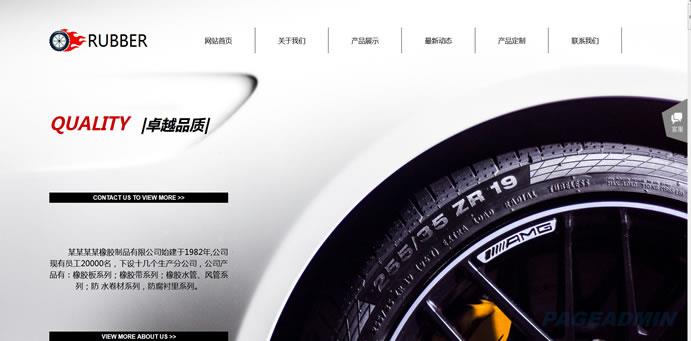 RUBBER
网站首页
关于我们
产品展示
最新动态
产品定制
联系我们
QUALITY |卓越品质|
客服
CONTACT US TO VIEW MORE >>
255/35 ZR 19
EXTRA LOAD RADIAL TUBELESS
AMG
某某某某橡胶制品有限公司始建于1982年,公司
现有员工20000名，下设十几个生产分公司，公司产
品有：橡胶板系列；橡胶带系列；橡胶水管、风管系
列；防 水卷材系列，防腐衬里系列。
PAGEADMIN
VIEW MORE ABOUT US >>